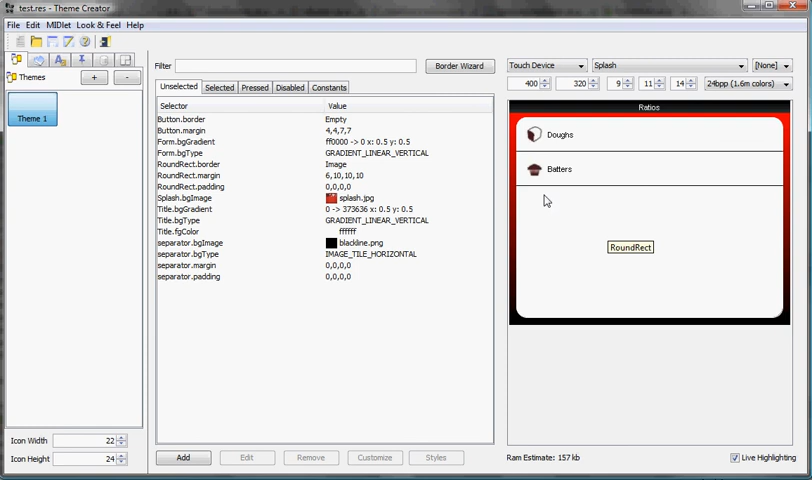 test.res - Theme Creator
File Edit MIDlet Look & Feel Help
Themes + -
Theme 1
Icon Width 22
Icon Height 24
Filter Border Wizard
Unselected Selected Pressed Disabled Constants
Selector Value
Button.border Empty
Button.margin 4,4,7,7
Form.bgGradient ff0000 -> 0 x: 0.5 y: 0.5
Form.bgType GRADIENT_LINEAR_VERTICAL
RoundRect.border Image
RoundRect.margin 6,10,10,10
RoundRect.padding 0,0,0,0
Splash.bgImage splash.jpg
Title.bgGradient 0 -> 373636 x: 0.5 y: 0.5
Title.bgType GRADIENT_LINEAR_VERTICAL
Title.fgColor ffffff
separator.bgImage blackline.png
separator.bgType IMAGE_TILE_HORIZONTAL
separator.margin 0,0,0,0
separator.padding 0,0,0,0
Add Edit Remove Customize Styles
Touch Device Splash [None]
400 320 9 11 14 24bpp (1.6m colors)
Ratios
Doughs
Batters
RoundRect
Ram Estimate: 157 kb Live Highlighting